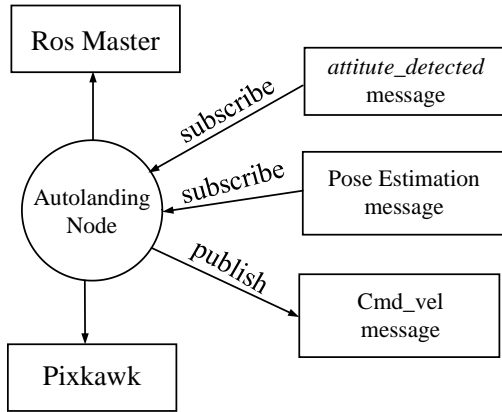 Ros Master
attitute_detected
message
subscribe
subscribe
Pose Estimation
message
Autolanding
Node
publish
Cmd_vel
message
Pixkawk